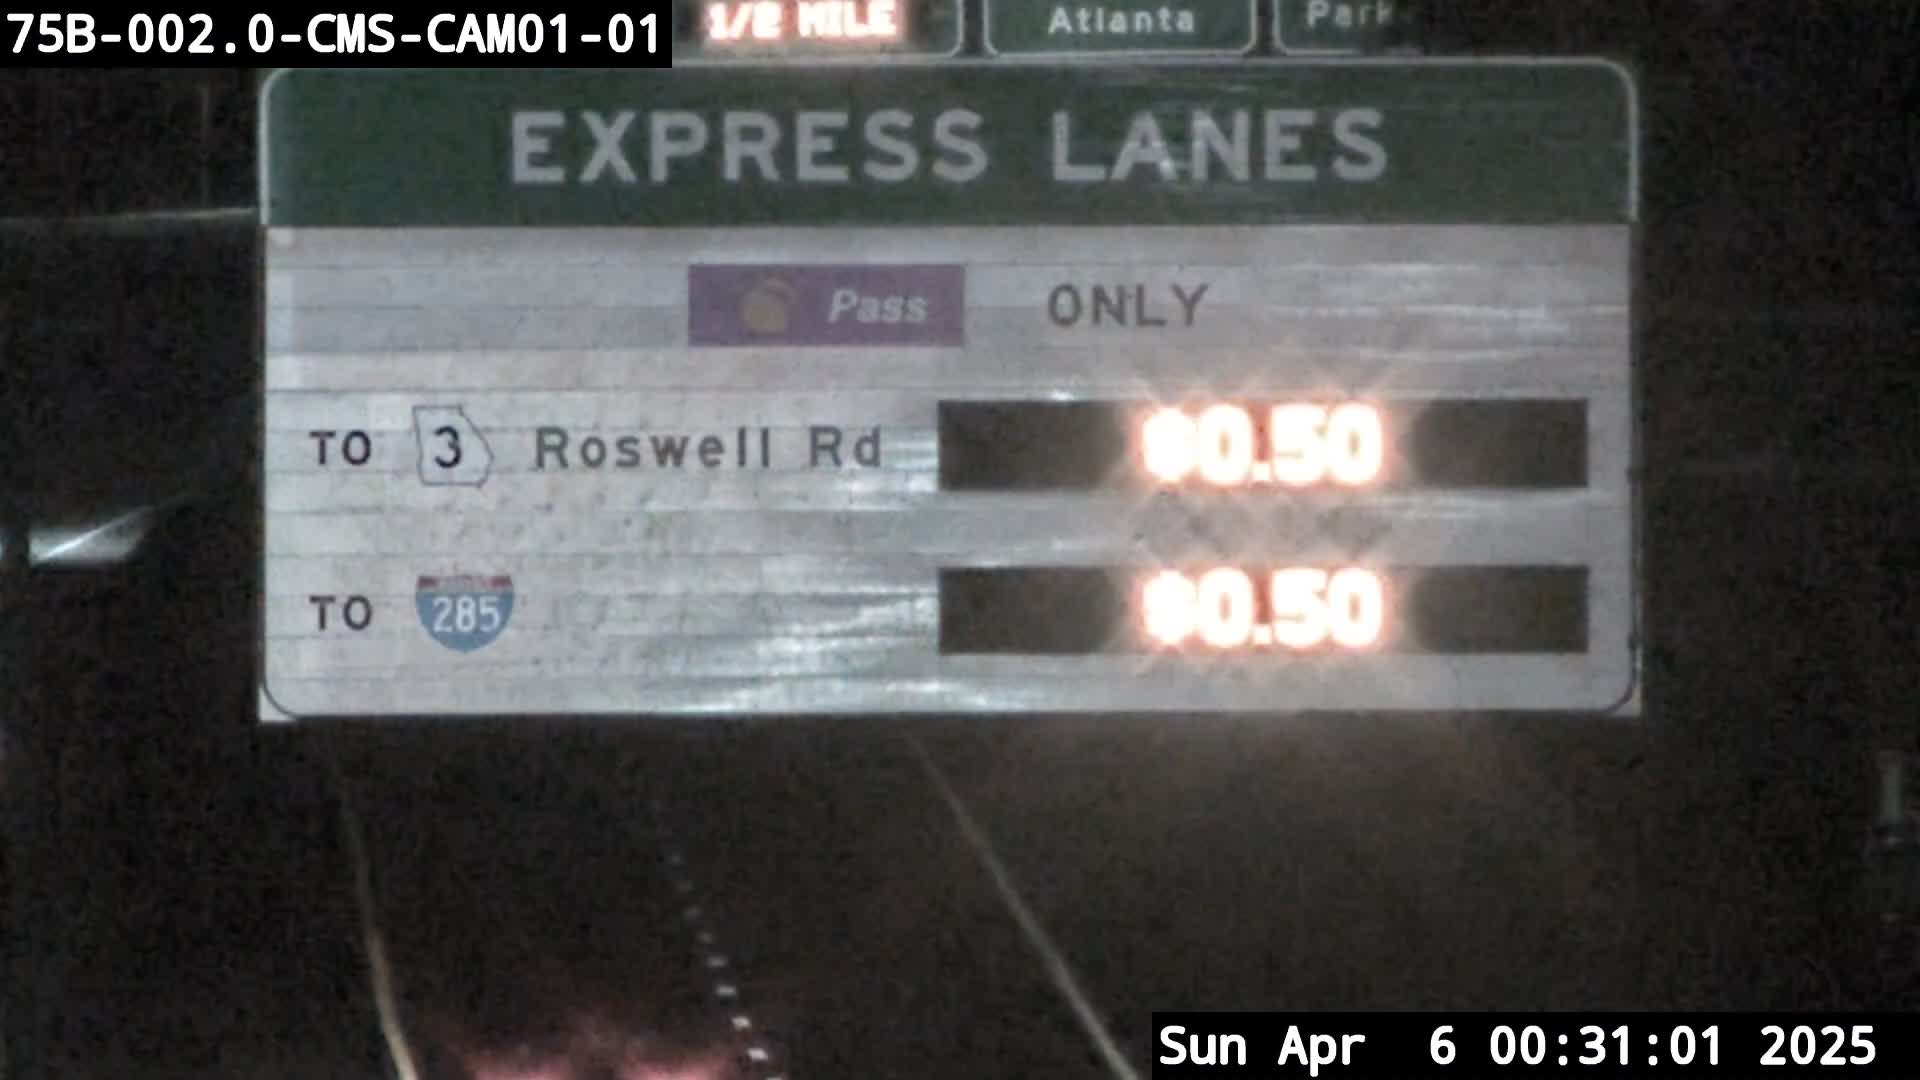 75B-002.0-CMS-CAM01-01
1/2 MILE
Atlanta
Park
EXPRESS LANES
Pass ONLY
TO 3 Roswell Rd $0.50
TO 285 $0.50
Sun Apr 6 00:31:01 2025